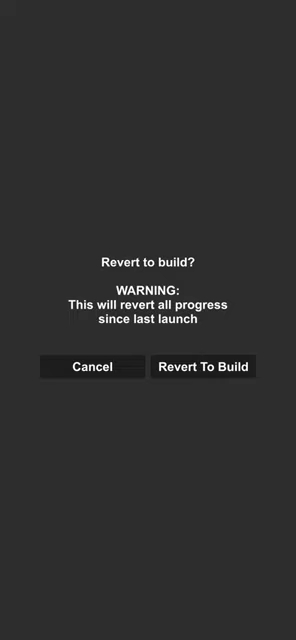 Revert to build?
WARNING:
This will revert all progress
since last launch
Cancel
Revert To Build